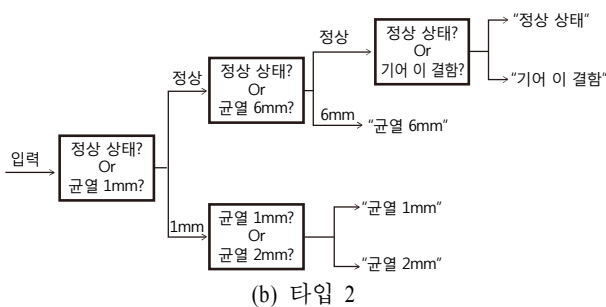 입력
정상 상태?
Or
균열 1mm?
정상
1mm
정상 상태?
Or
균열 6mm?
정상
6mm
정상 상태?
Or
기어 이 결함?
"정상 상태"
"기어 이 결함"
"균열 6mm"
균열 1mm?
Or
균열 2mm?
"균열 1mm"
"균열 2mm"
(b) 타입 2